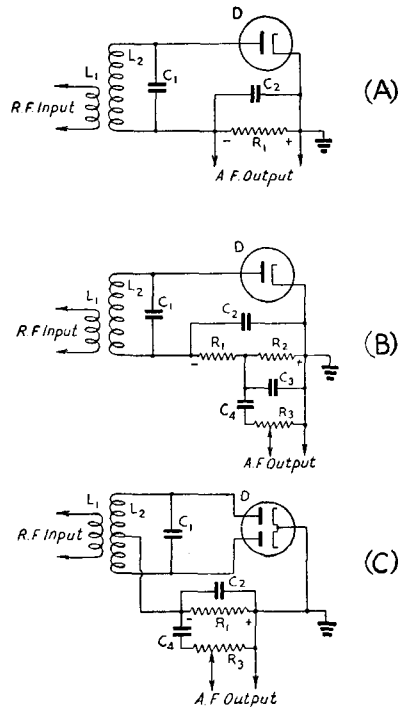 D
L₁ L₂ C₁
R.F. Input
C₂
(A)
- R₁ +
A.F. Output
D
L₁ L₂ C₁
R.F. Input
C₂
(B)
- R₁ R₂ +
C₃
C₄
R₃
A.F. Output
D
L₁ L₂ C₁
R.F. Input
(C)
C₂
- R₁ +
C₄
R₃
A.F. Output